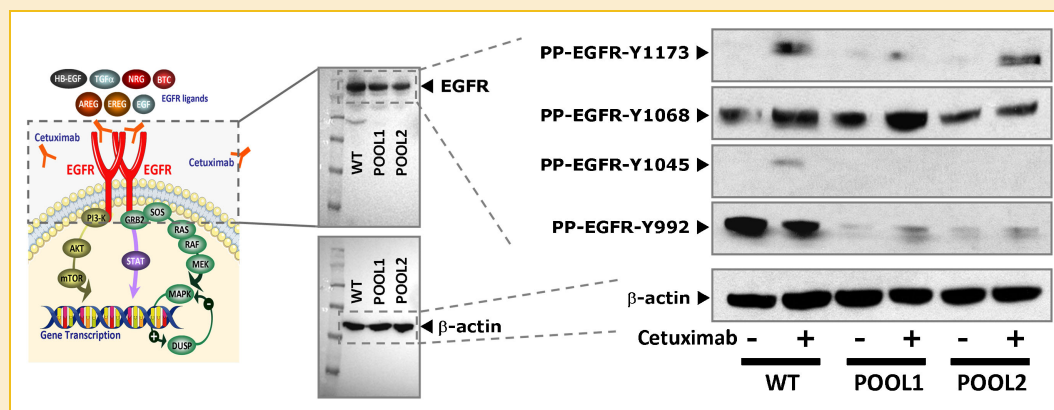 HB-EGF TGFα NRG BTC
AREG EREG EGF EGFR ligands
Cetuximab
Cetuximab
EGFR EGFR
PI3-K GRB2 SOS
RAS
AKT RAF
STAT MEK
mTOR
MAPK
-
Gene Transcription + DUSP
EGFR
WT POOL1 POOL2
WT POOL1 POOL2
β-actin
PP-EGFR-Y1173
PP-EGFR-Y1068
PP-EGFR-Y1045
PP-EGFR-Y992
β-actin
Cetuximab - + - + - +
WT POOL1 POOL2